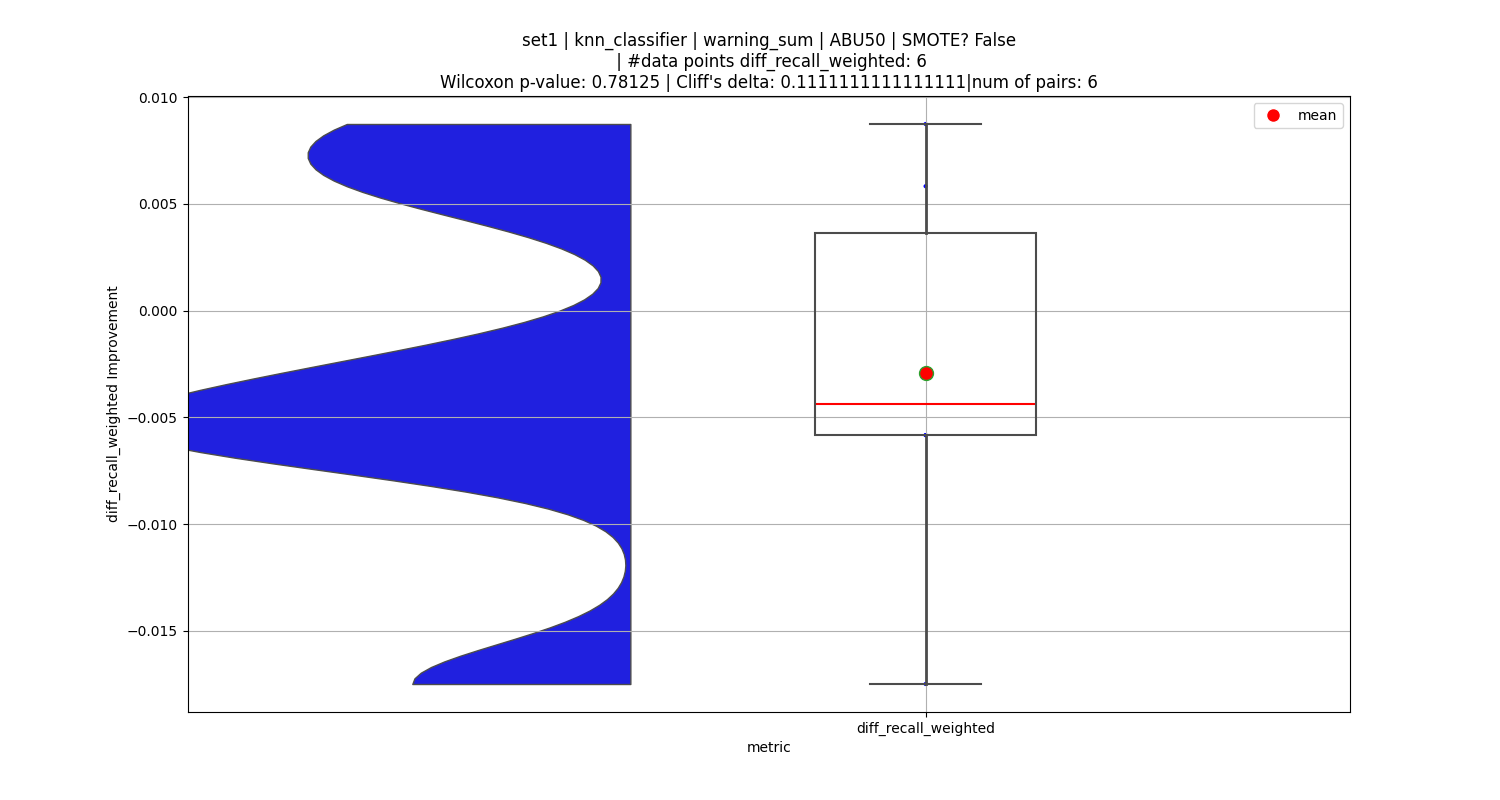 set1 | knn_classifier | warning_sum | ABU50 | SMOTE? False
| #data points diff_recall_weighted: 6
Wilcoxon p-value: 0.78125 | Cliff's delta: 0.1111111111111111|num of pairs: 6
0.010
0.005
0.000
−0.005
−0.010
−0.015
diff_recall_weighted Improvement
mean
diff_recall_weighted
metric